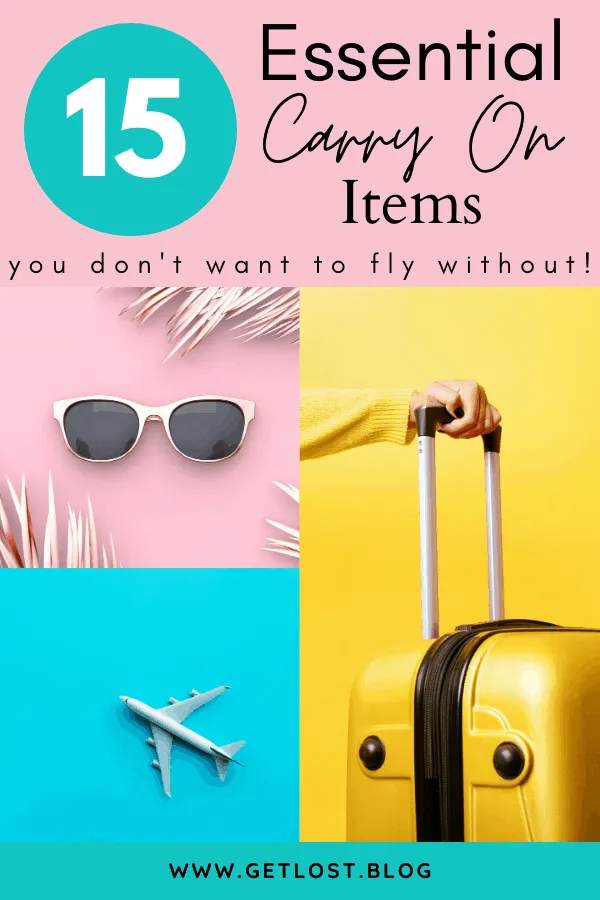 15
Essential
Carry On
Items
you don't want to fly without!
WWW.GETLOST.BLOG